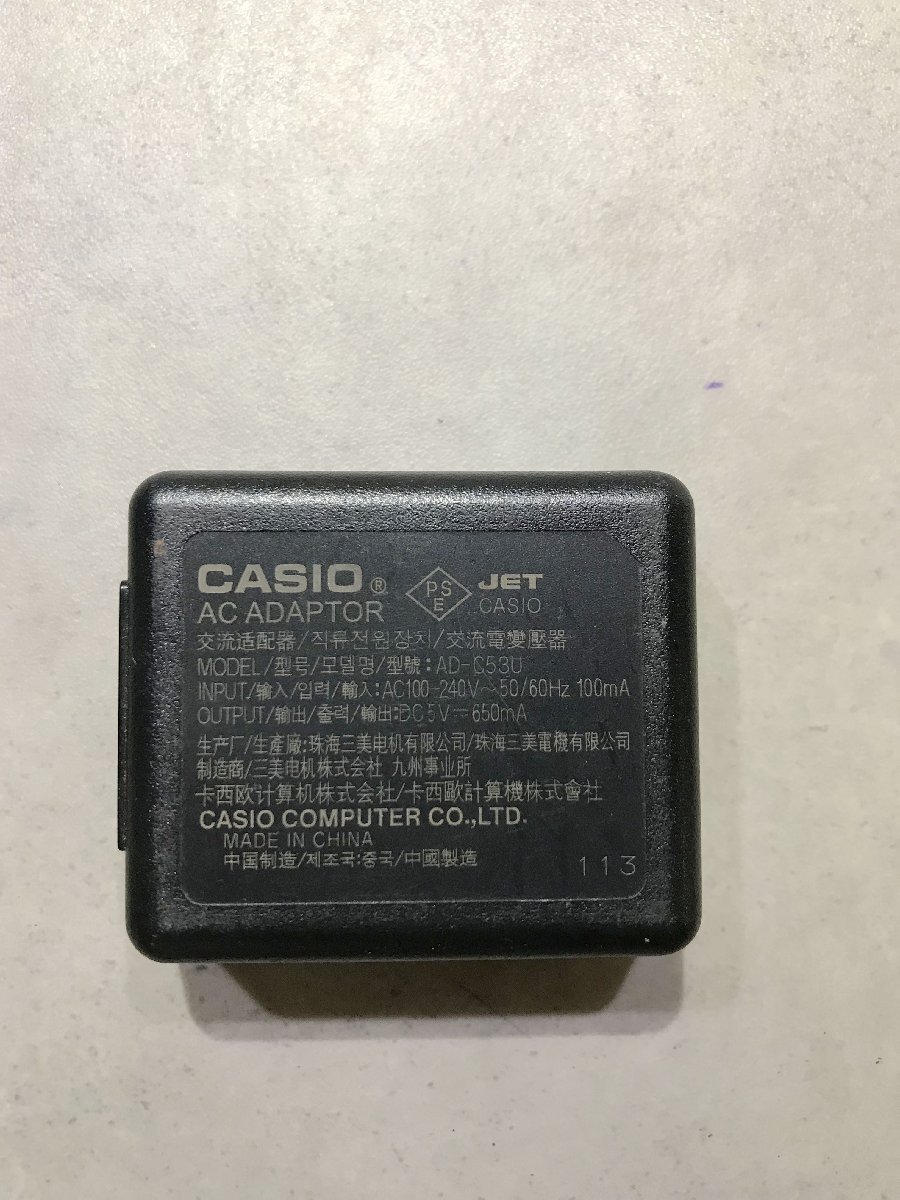 CASIO®
AC ADAPTOR
PSE
JET
CASIO
交流适配器/직류전원장치/交流電變壓器
MODEL/型号/모델명/型號: AD-C53U
INPUT/输入/입력/輸入: AC100-240V~50/60Hz 100mA
OUTPUT/输出/출력/輸出: DC5V⎓650mA
生产厂/生産廠:珠海三美电机有限公司/珠海三美電機有限公司
制造商/三美电机株式会社 九州事业所
卡西欧计算机株式会社/卡西歐計算機株式會社
CASIO COMPUTER CO.,LTD.
MADE IN CHINA
中国制造/제조국:중국/中國製造
113